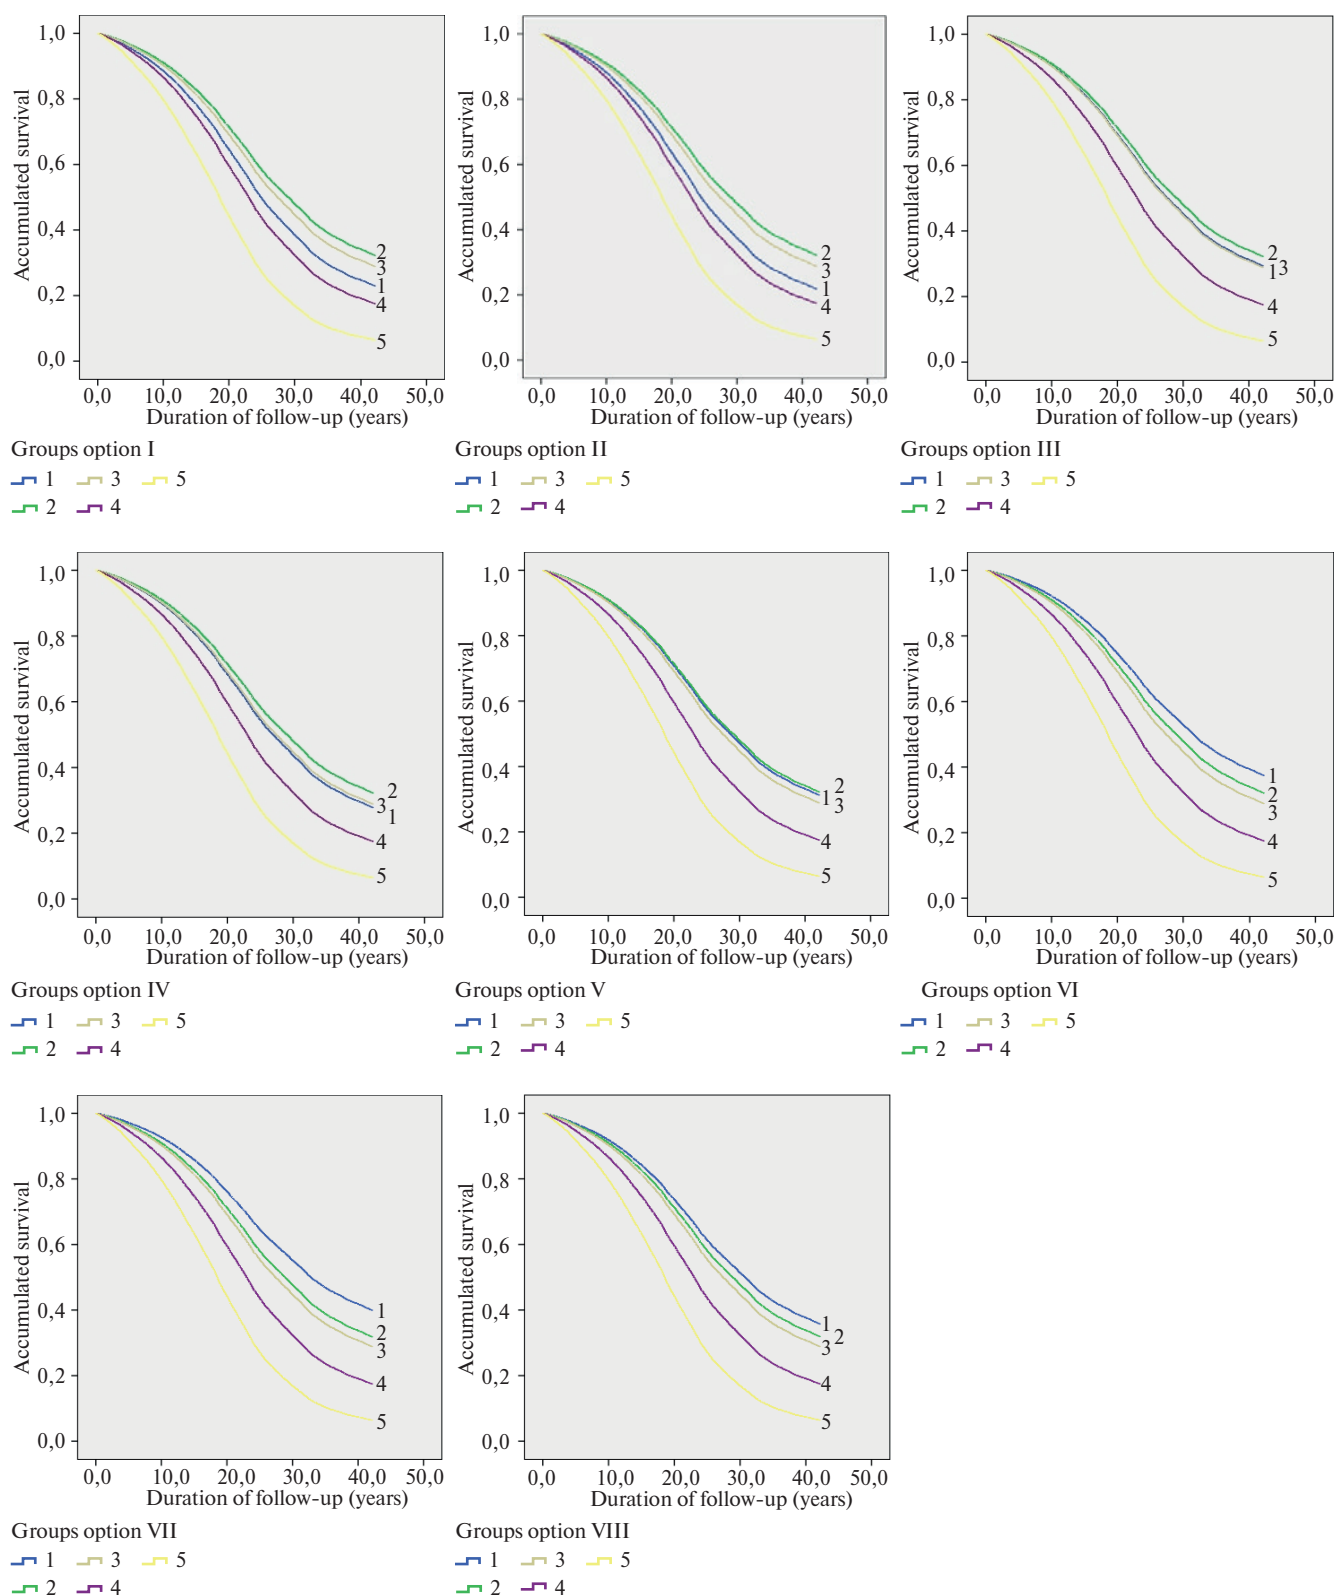 Accumulated survival
1,0
0,8
0,6
0,4
0,2
0,0
2
3
1
4
5
0,0 10,0 20,0 30,0 40,0 50,0
Duration of follow-up (years)
Groups option I
1 3 5
2 4
Accumulated survival
1,0
0,8
0,6
0,4
0,2
0,0
2
3
1
4
5
0,0 10,0 20,0 30,0 40,0 50,0
Duration of follow-up (years)
Groups option II
1 3 5
2 4
Accumulated survival
1,0
0,8
0,6
0,4
0,2
0,0
2
13
4
5
0,0 10,0 20,0 30,0 40,0 50,0
Duration of follow-up (years)
Groups option III
1 3 5
2 4
Accumulated survival
1,0
0,8
0,6
0,4
0,2
0,0
2
3
1
4
5
0,0 10,0 20,0 30,0 40,0 50,0
Duration of follow-up (years)
Groups option IV
1 3 5
2 4
Accumulated survival
1,0
0,8
0,6
0,4
0,2
0,0
2
1 3
4
5
0,0 10,0 20,0 30,0 40,0 50,0
Duration of follow-up (years)
Groups option V
1 3 5
2 4
Accumulated survival
1,0
0,8
0,6
0,4
0,2
0,0
1
2
3
4
5
0,0 10,0 20,0 30,0 40,0 50,0
Duration of follow-up (years)
Groups option VI
1 3 5
2 4
Accumulated survival
1,0
0,8
0,6
0,4
0,2
0,0
1
2
3
4
5
0,0 10,0 20,0 30,0 40,0 50,0
Duration of follow-up (years)
Groups option VII
1 3 5
2 4
Accumulated survival
1,0
0,8
0,6
0,4
0,2
0,0
1
2
3
4
5
0,0 10,0 20,0 30,0 40,0 50,0
Duration of follow-up (years)
Groups option VIII
1 3 5
2 4